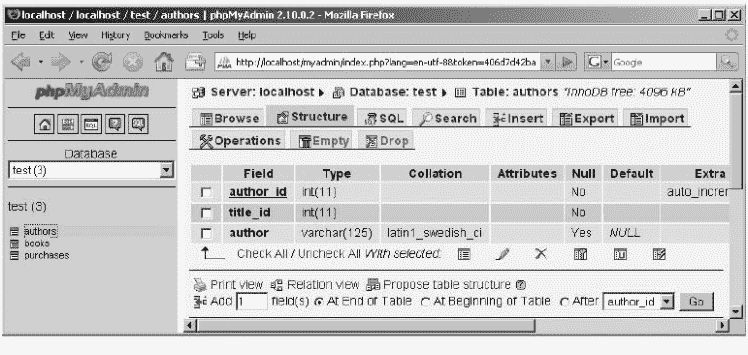 localhost / localhost / test / authors | phpMyAdmin 2.10.0.2 - Mozilla Firefox
File Edit View History Bookmarks Tools Help
http://localhost/myadmin/index.php?lang=en-utf-8&token=406d7d42ba
Google
phpMyAdmin
Database
test (3)
test (3)
authors
books
purchases
Server: localhost Database: test Table: authors "InnoDB free: 4096 kB"
Browse Structure SQL Search Insert Export Import
Operations Empty Drop
Field Type Collation Attributes Null Default Extra
author_id int(11) No auto_increm
title_id int(11) No
author varchar(125) latin1_swedish_ci Yes NULL
Check All / Uncheck All With selected:
Print view Relation view Propose table structure
Add 1 field(s) At End of Table At Beginning of Table After author_id Go